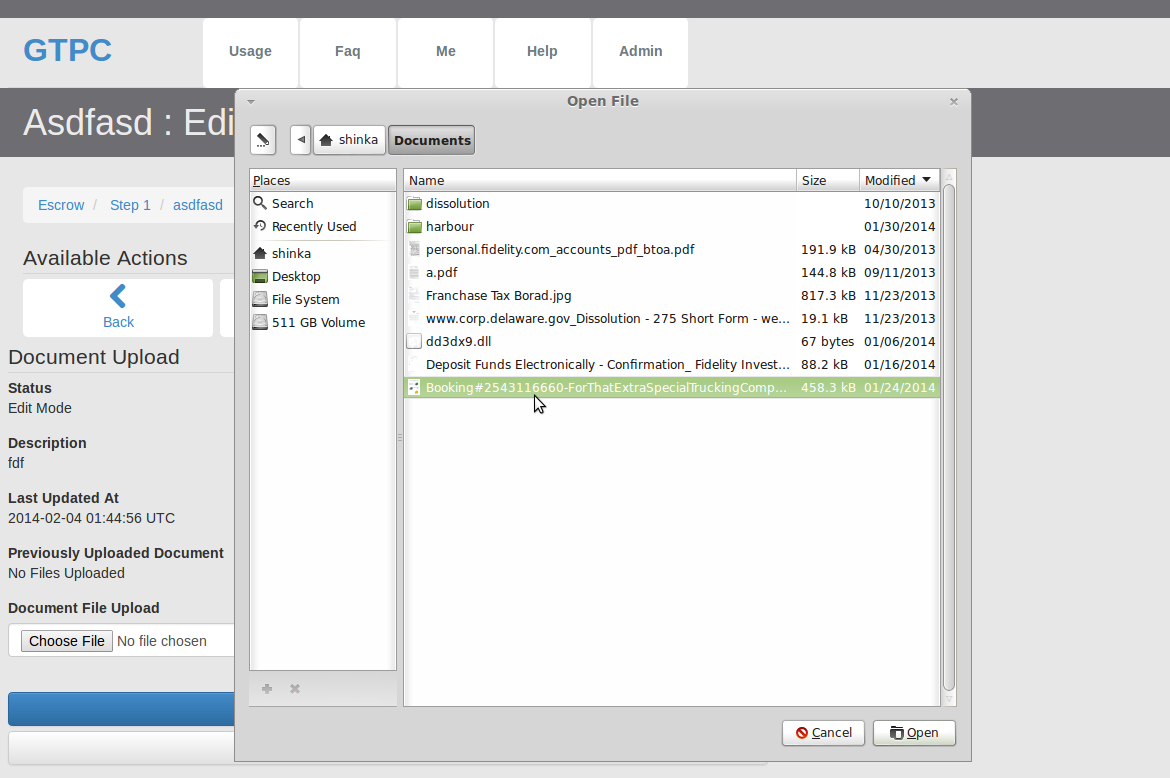 GTPC
Usage
Faq
Me
Help
Admin
Asdfasd : Edi
Escrow / Step 1 / asdfasd
Available Actions
Back
Document Upload
Status
Edit Mode
Description
fdf
Last Updated At
2014-02-04 01:44:56 UTC
Previously Uploaded Document
No Files Uploaded
Document File Upload
Choose File No file chosen
Open File
shinka
Documents
Places
Search
Recently Used
shinka
Desktop
File System
511 GB Volume
Name Size Modified
dissolution 10/10/2013
harbour 01/30/2014
personal.fidelity.com_accounts_pdf_btoa.pdf 191.9 kB 04/30/2013
a.pdf 144.8 kB 09/11/2013
Franchase Tax Borad.jpg 817.3 kB 11/23/2013
www.corp.delaware.gov_Dissolution - 275 Short Form - we... 19.1 kB 11/23/2013
dd3dx9.dll 67 bytes 01/06/2014
Deposit Funds Electronically - Confirmation_ Fidelity Invest... 88.2 kB 01/16/2014
Booking#2543116660-ForThatExtraSpecialTruckingComp... 458.3 kB 01/24/2014
Cancel
Open